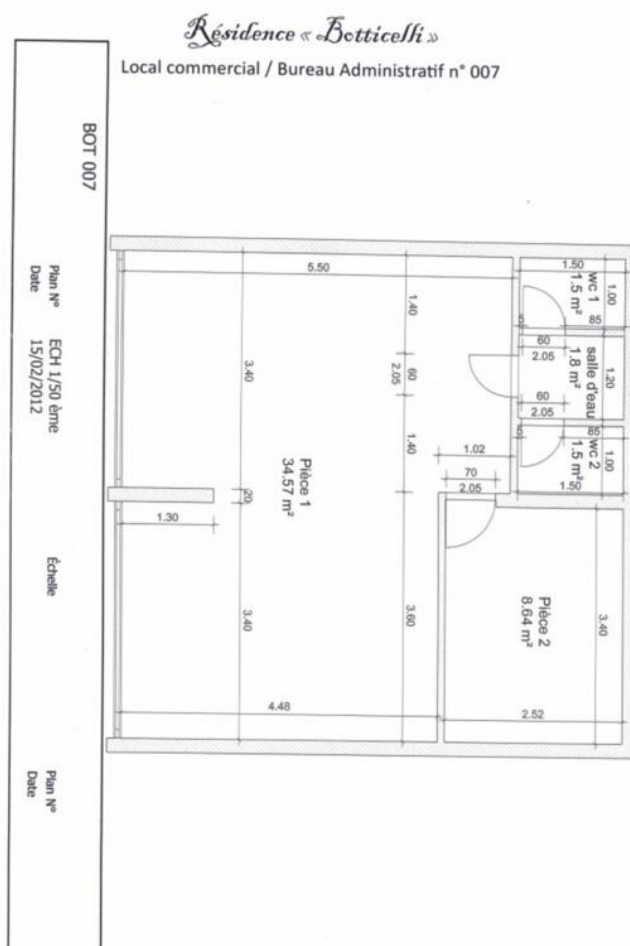 Résidence « Botticelli »
Local commercial / Bureau Administratif n° 007
BOT 007
Plan N°
Date
ECH 1/50 ème
15/02/2012
Échelle
Plan N°
Date
5.50
1.40
60
2.05
1.40
3.40
20
3.40
1.30
Pièce 1
34.57 m²
3.60
4.48
1.02
70
2.05
1.50
1.00
wc 1
1.5 m²
5
85
60
2.05
salle d'eau
1.8 m²
1.20
60
2.05
5
85
wc 2
1.5 m²
1.00
1.50
Pièce 2
8.64 m²
3.40
2.52